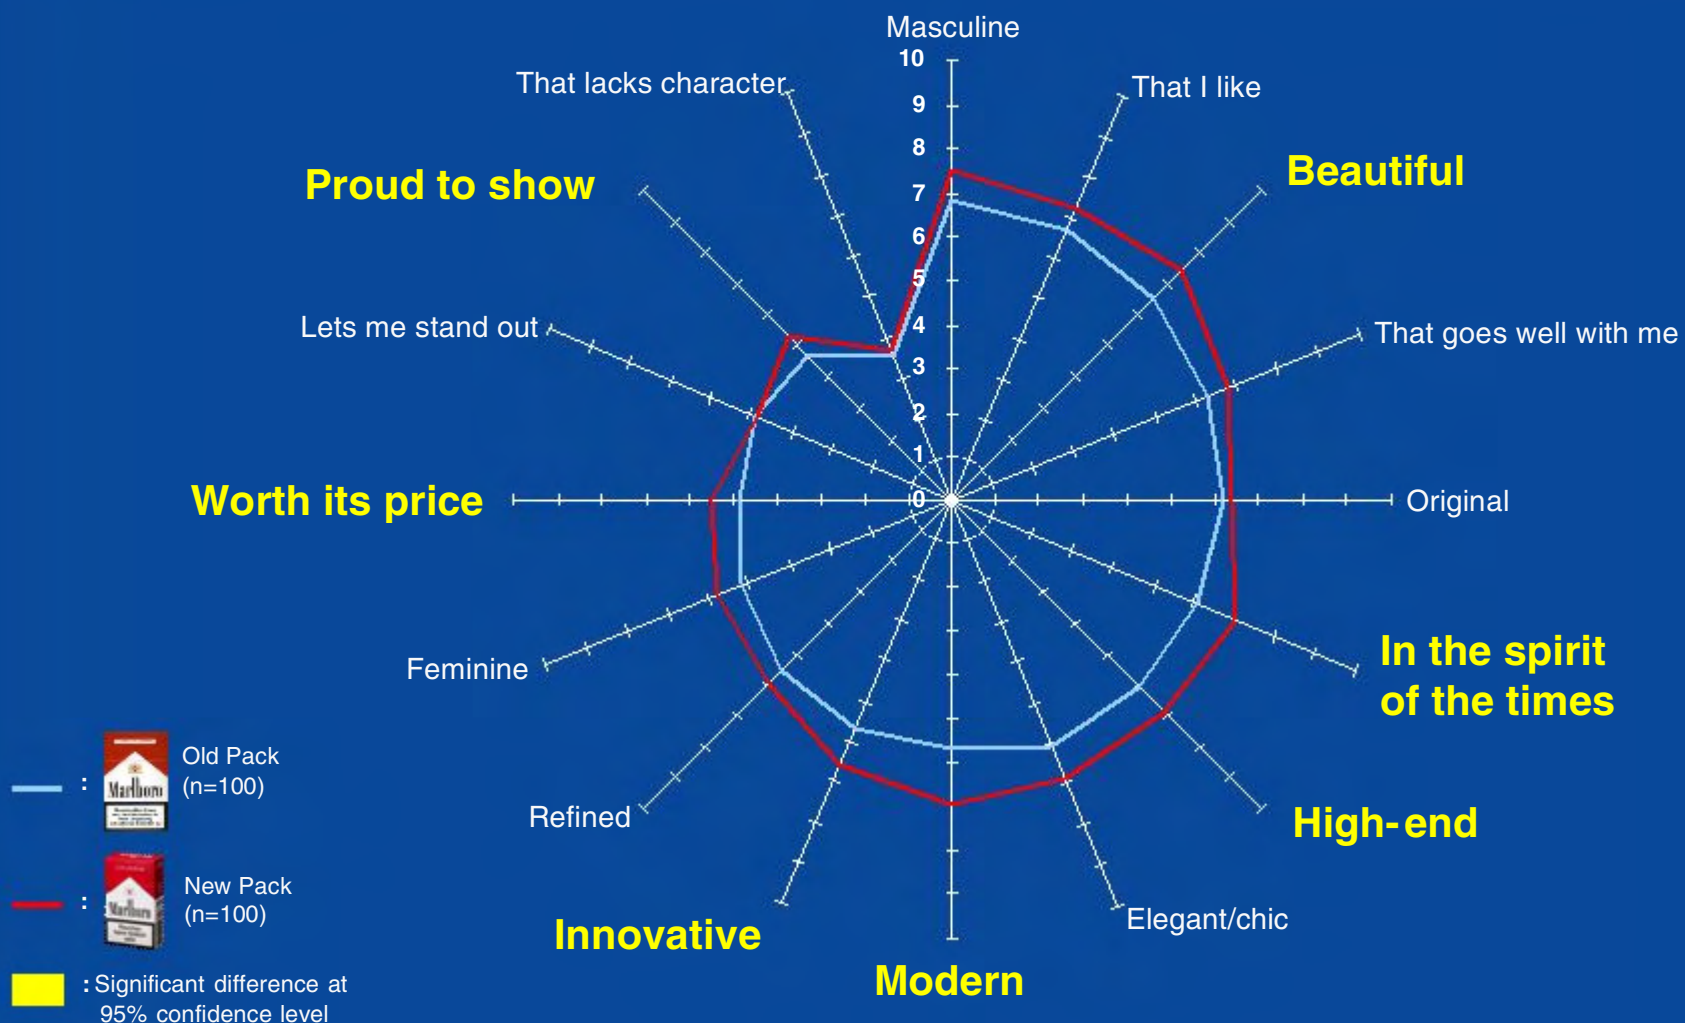 Masculine
That I like
Beautiful
That goes well with me
Original
In the spirit
of the times
High-end
Elegant/chic
Modern
Innovative
Refined
Feminine
Worth its price
Lets me stand out
Proud to show
That lacks character
10
9
8
7
6
5
4
3
2
1
0
: Marlboro Old Pack
(n=100)
: Marlboro New Pack
(n=100)
: Significant difference at
95% confidence level